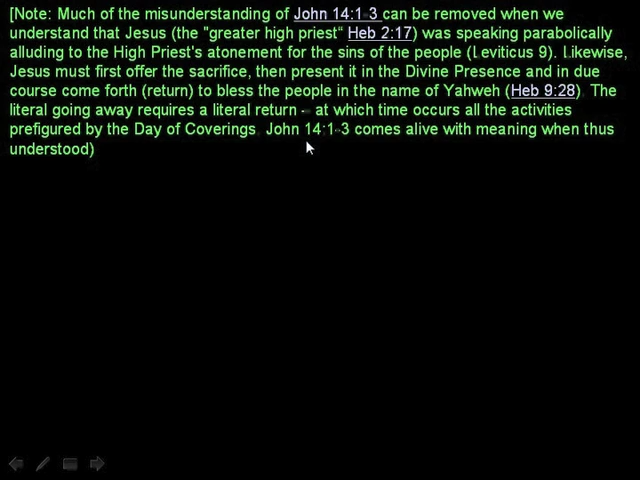 [Note: Much of the misunderstanding of John 14:1-3 can be removed when we
understand that Jesus (the "greater high priest" Heb 2:17) was speaking parabolically
alluding to the High Priest's atonement for the sins of the people (Leviticus 9). Likewise,
Jesus must first offer the sacrifice, then present it in the Divine Presence and in due
course come forth (return) to bless the people in the name of Yahweh (Heb 9:28). The
literal going away requires a literal return - at which time occurs all the activities
prefigured by the Day of Coverings. John 14:1-3 comes alive with meaning when thus
understood)